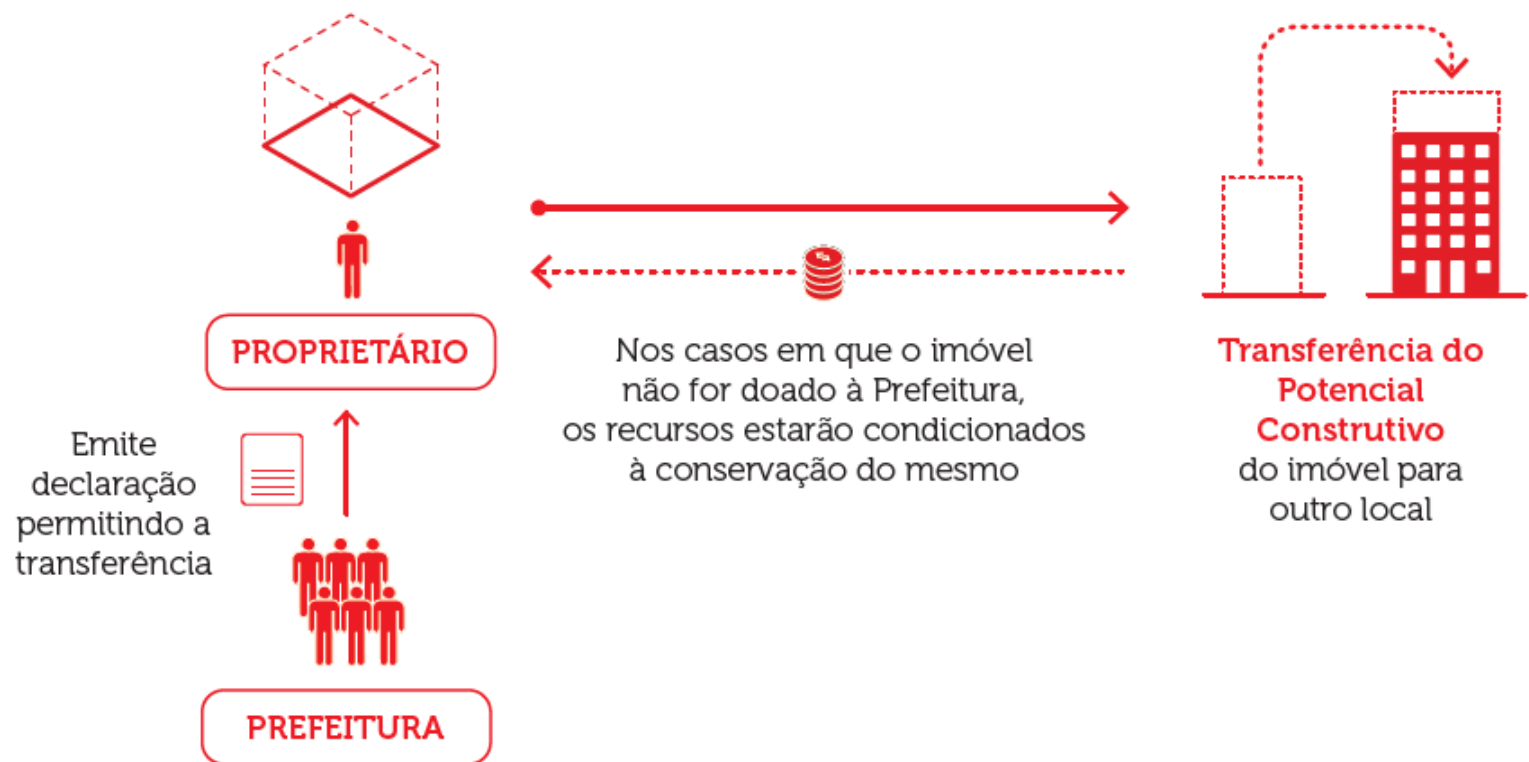 PROPRIETÁRIO
Emite
declaração
permitindo a
transferência
PREFEITURA
Nos casos em que o imóvel
não for doado à Prefeitura,
os recursos estarão condicionados
à conservação do mesmo
Transferência do
Potencial
Construtivo
do imóvel para
outro local